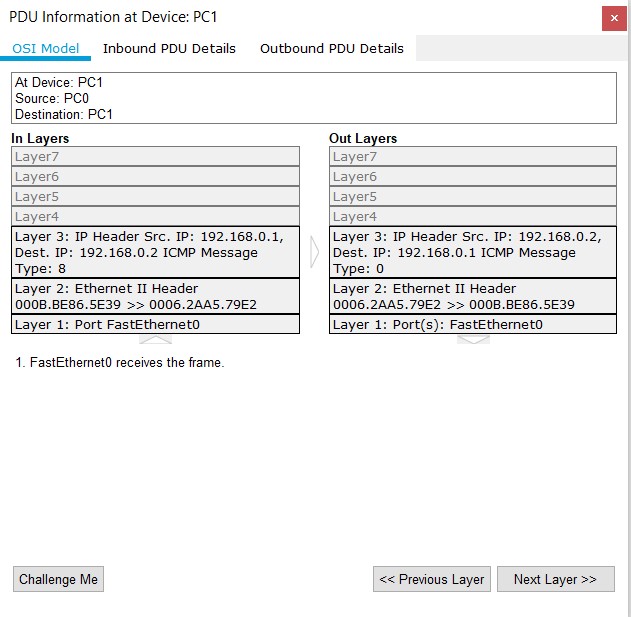 PDU Information at Device: PC1
×
OSI Model
Inbound PDU Details
Outbound PDU Details
At Device: PC1
Source: PC0
Destination: PC1
In Layers
Layer7
Layer6
Layer5
Layer4
Layer 3: IP Header Src. IP: 192.168.0.1,
Dest. IP: 192.168.0.2 ICMP Message
Type: 8
Layer 2: Ethernet II Header
000B.BE86.5E39 >> 0006.2AA5.79E2
Layer 1: Port FastEthernet0
Out Layers
Layer7
Layer6
Layer5
Layer4
Layer 3: IP Header Src. IP: 192.168.0.2,
Dest. IP: 192.168.0.1 ICMP Message
Type: 0
Layer 2: Ethernet II Header
0006.2AA5.79E2 >> 000B.BE86.5E39
Layer 1: Port(s): FastEthernet0
1. FastEthernet0 receives the frame.
Challenge Me
<< Previous Layer
Next Layer >>